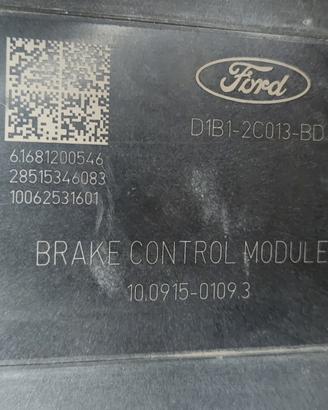 Ford
D1B1-2C013-BD
61681200546
28515346083
10062531601
BRAKE CONTROL MODULE
10.0915-0109.3